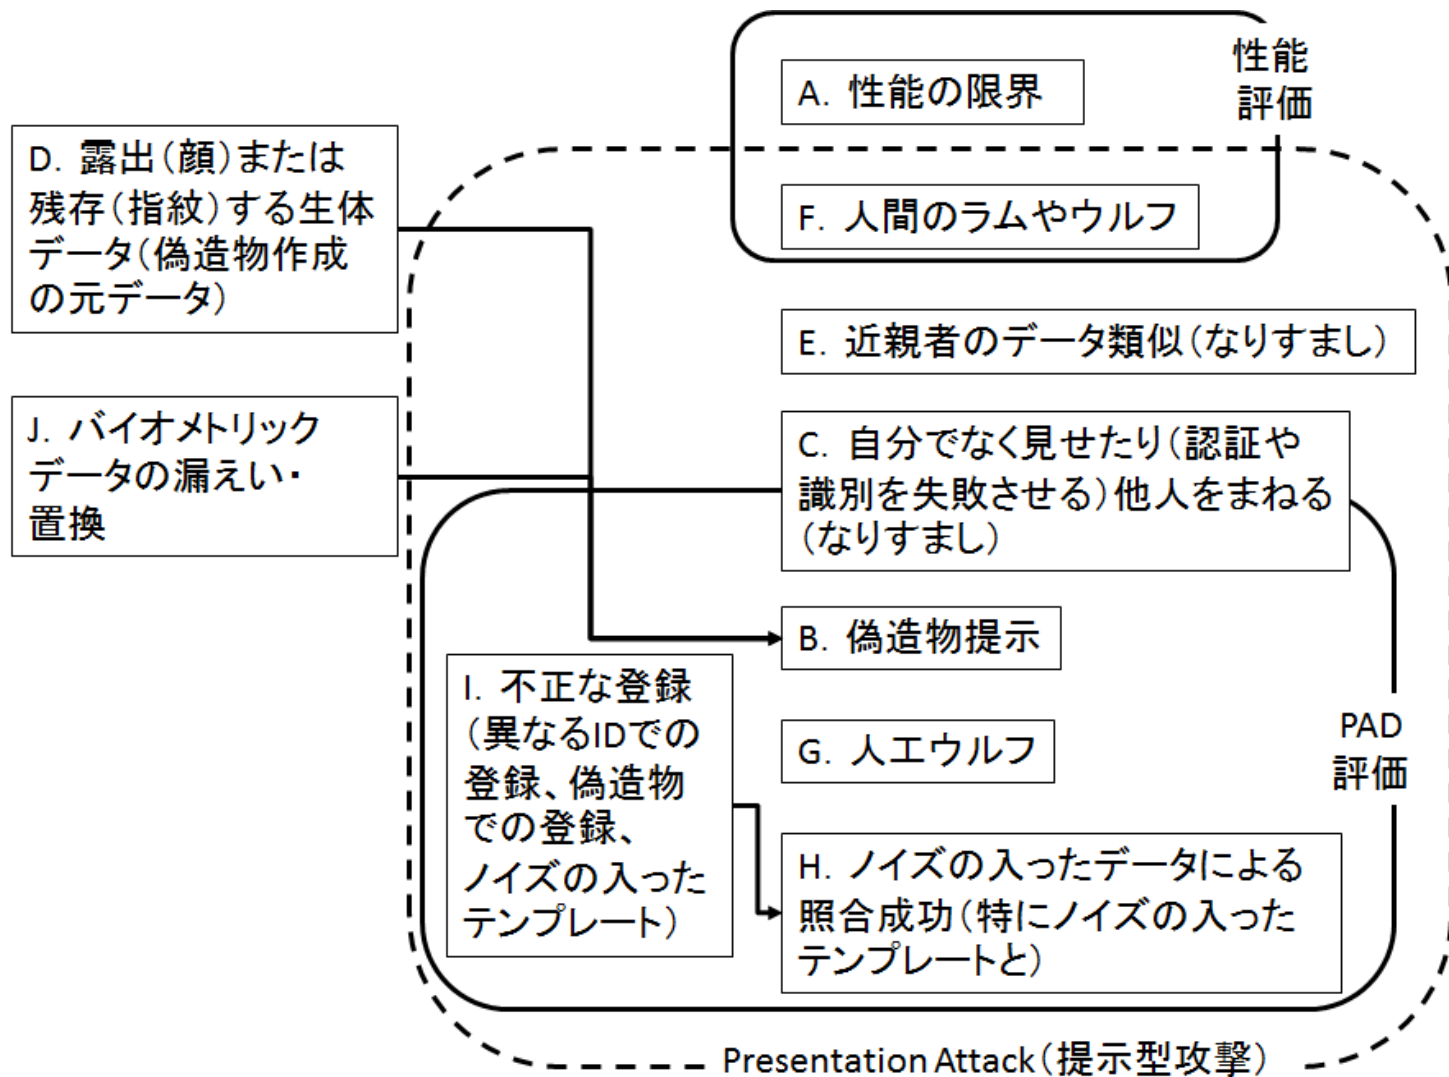 性能
評価
A. 性能の限界
D. 露出(顔)または
残存(指紋)する生体
データ(偽造物作成
の元データ)
F. 人間のラムやウルフ
E. 近親者のデータ類似(なりすまし)
J. バイオメトリック
データの漏えい・
置換
C. 自分でなく見せたり(認証や
識別を失敗させる)他人をまねる
(なりすまし)
B. 偽造物提示
I. 不正な登録
(異なるIDでの
登録、偽造物
での登録、
ノイズの入った
テンプレート)
G. 人工ウルフ
PAD
評価
H. ノイズの入ったデータによる
照合成功(特にノイズの入った
テンプレートと)
Presentation Attack(提示型攻撃)